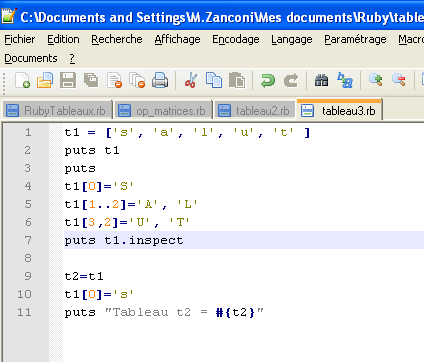 C:\Documents and Settings\M.Zanconi\Mes documents\Ruby\table
Fichier Edition Recherche Affichage Encodage Langage Paramétrage Macro
Documents ?
RubyTableaux.rb op_matrices.rb tableau2.rb tableau3.rb
1 t1 = ['s', 'a', 'l', 'u', 't' ]
2 puts t1
3 puts
4 t1[0]='S'
5 t1[1..2]='A', 'L'
6 t1[3,2]='U', 'T'
7 puts t1.inspect
8
9 t2=t1
10 t1[0]='s'
11 puts "Tableau t2 = #{t2}"